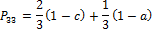 P₃₃ = 2/3 (1 − c) + 1/3 (1 − a)